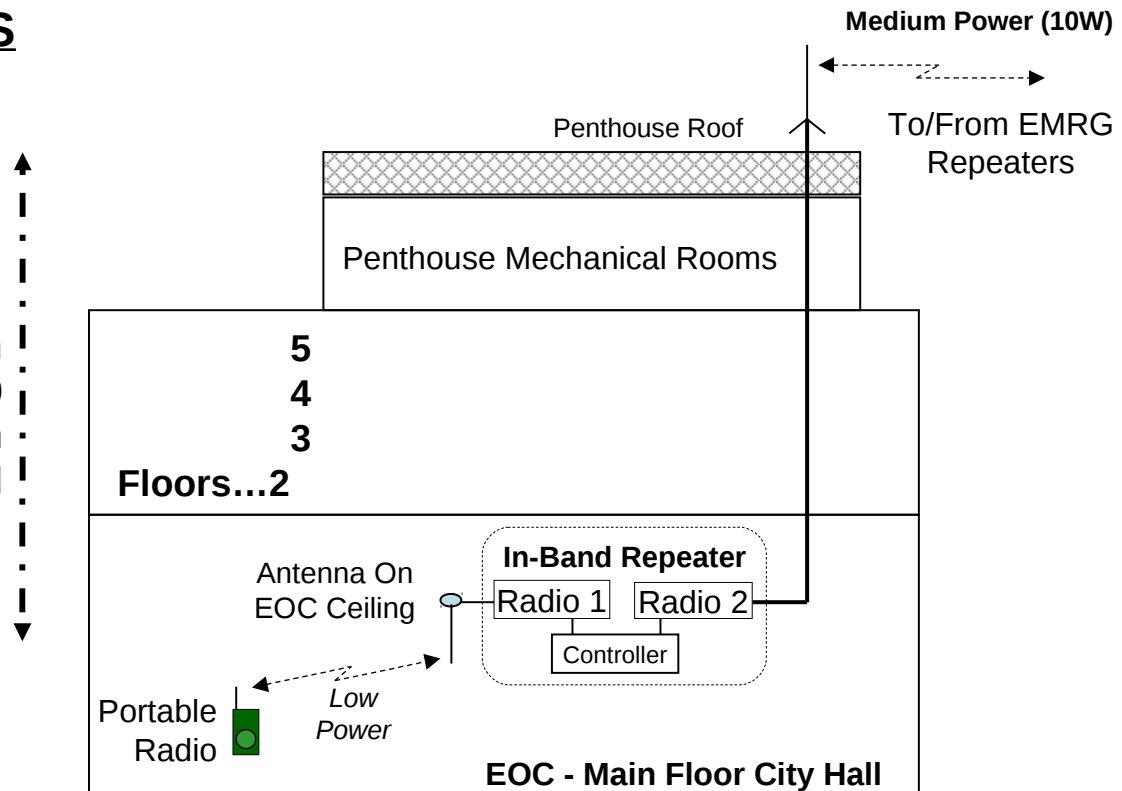 Medium Power (10W)
To/From EMRG
Repeaters
Penthouse Roof
Penthouse Mechanical Rooms
5
4
3
Floors...2
In-Band Repeater
Antenna On
EOC Ceiling
Radio 1
Radio 2
Controller
Low
Power
Portable
Radio
EOC - Main Floor City Hall